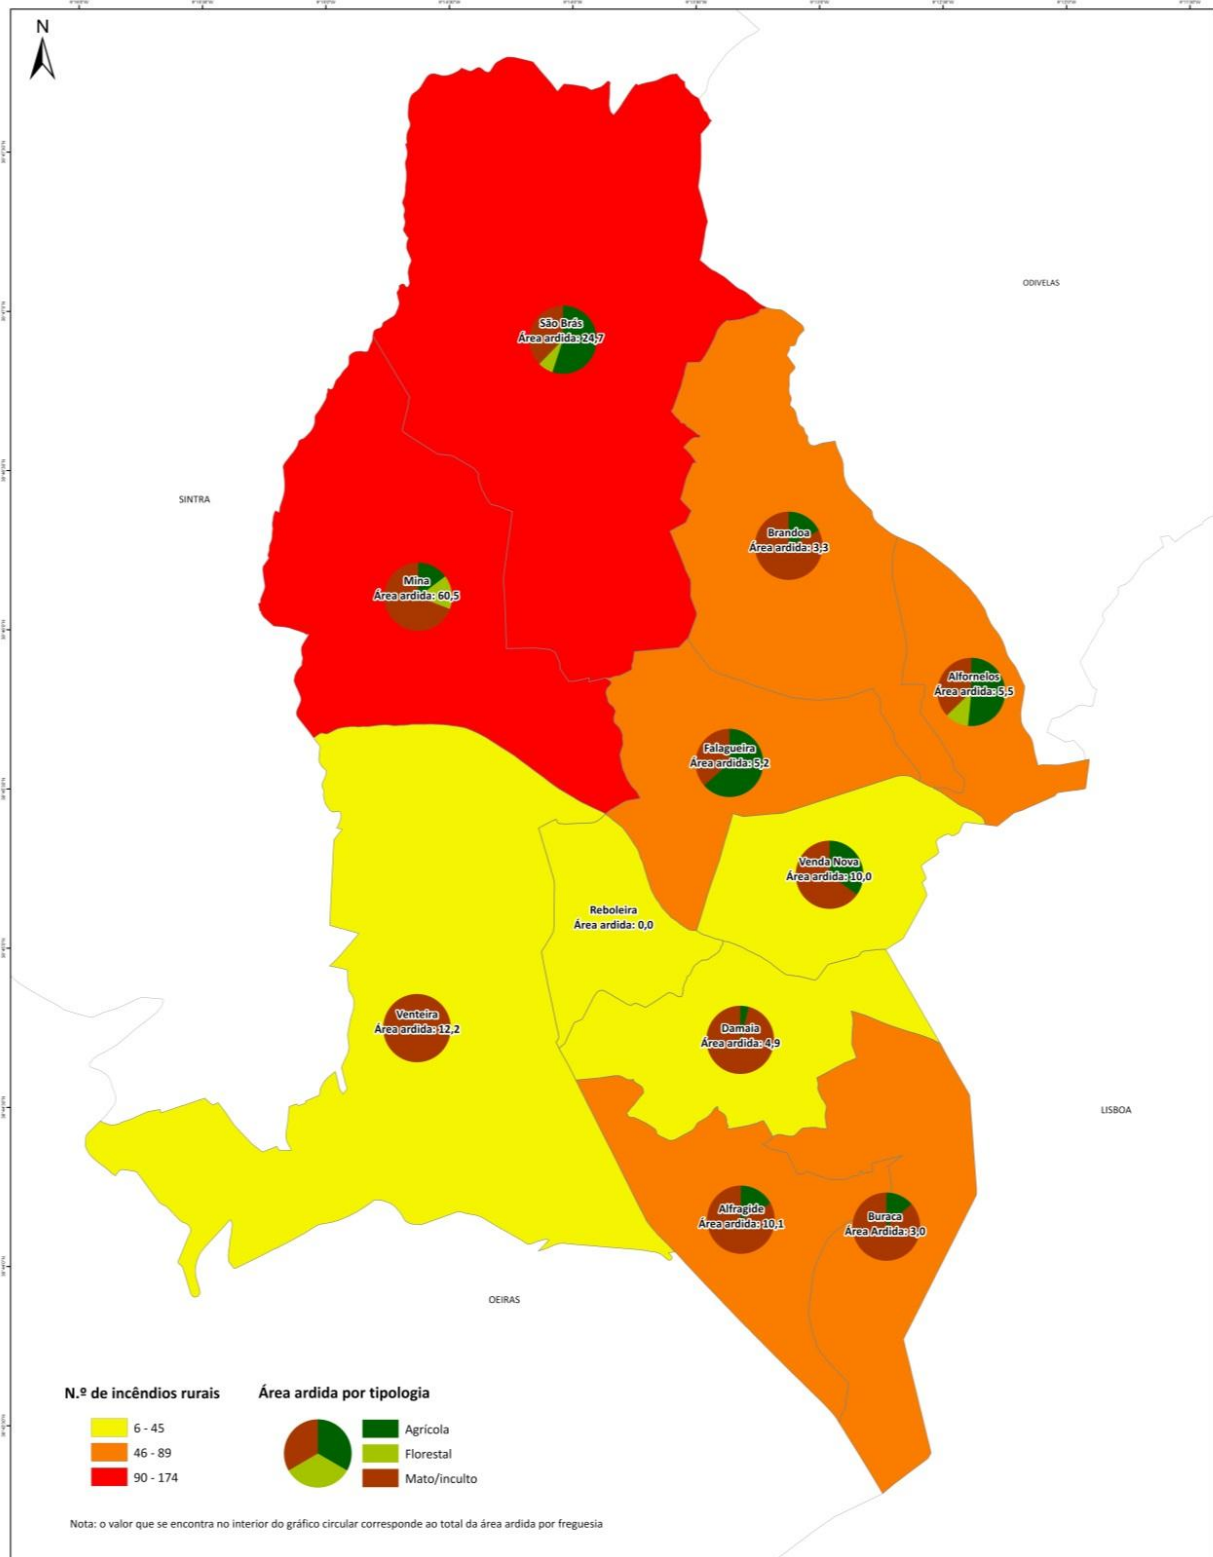 N
ODIVELAS
São Brás
Área ardida: 24,7
SINTRA
Brandoa
Área ardida: 3,3
Mina
Área ardida: 60,5
Alfornelos
Área ardida: 5,5
Falagueira
Área ardida: 5,2
Venda Nova
Área ardida: 10,0
Reboleira
Área ardida: 0,0
Venteira
Área ardida: 12,2
Damaia
Área ardida: 4,9
LISBOA
Alfragide
Área ardida: 10,1
Buraca
Área Ardida: 3,0
OEIRAS
N.º de incêndios rurais
6 - 45
46 - 89
90 - 174
Área ardida por tipologia
Agrícola
Florestal
Mato/inculto
Nota: o valor que se encontra no interior do gráfico circular corresponde ao total da área ardida por freguesia